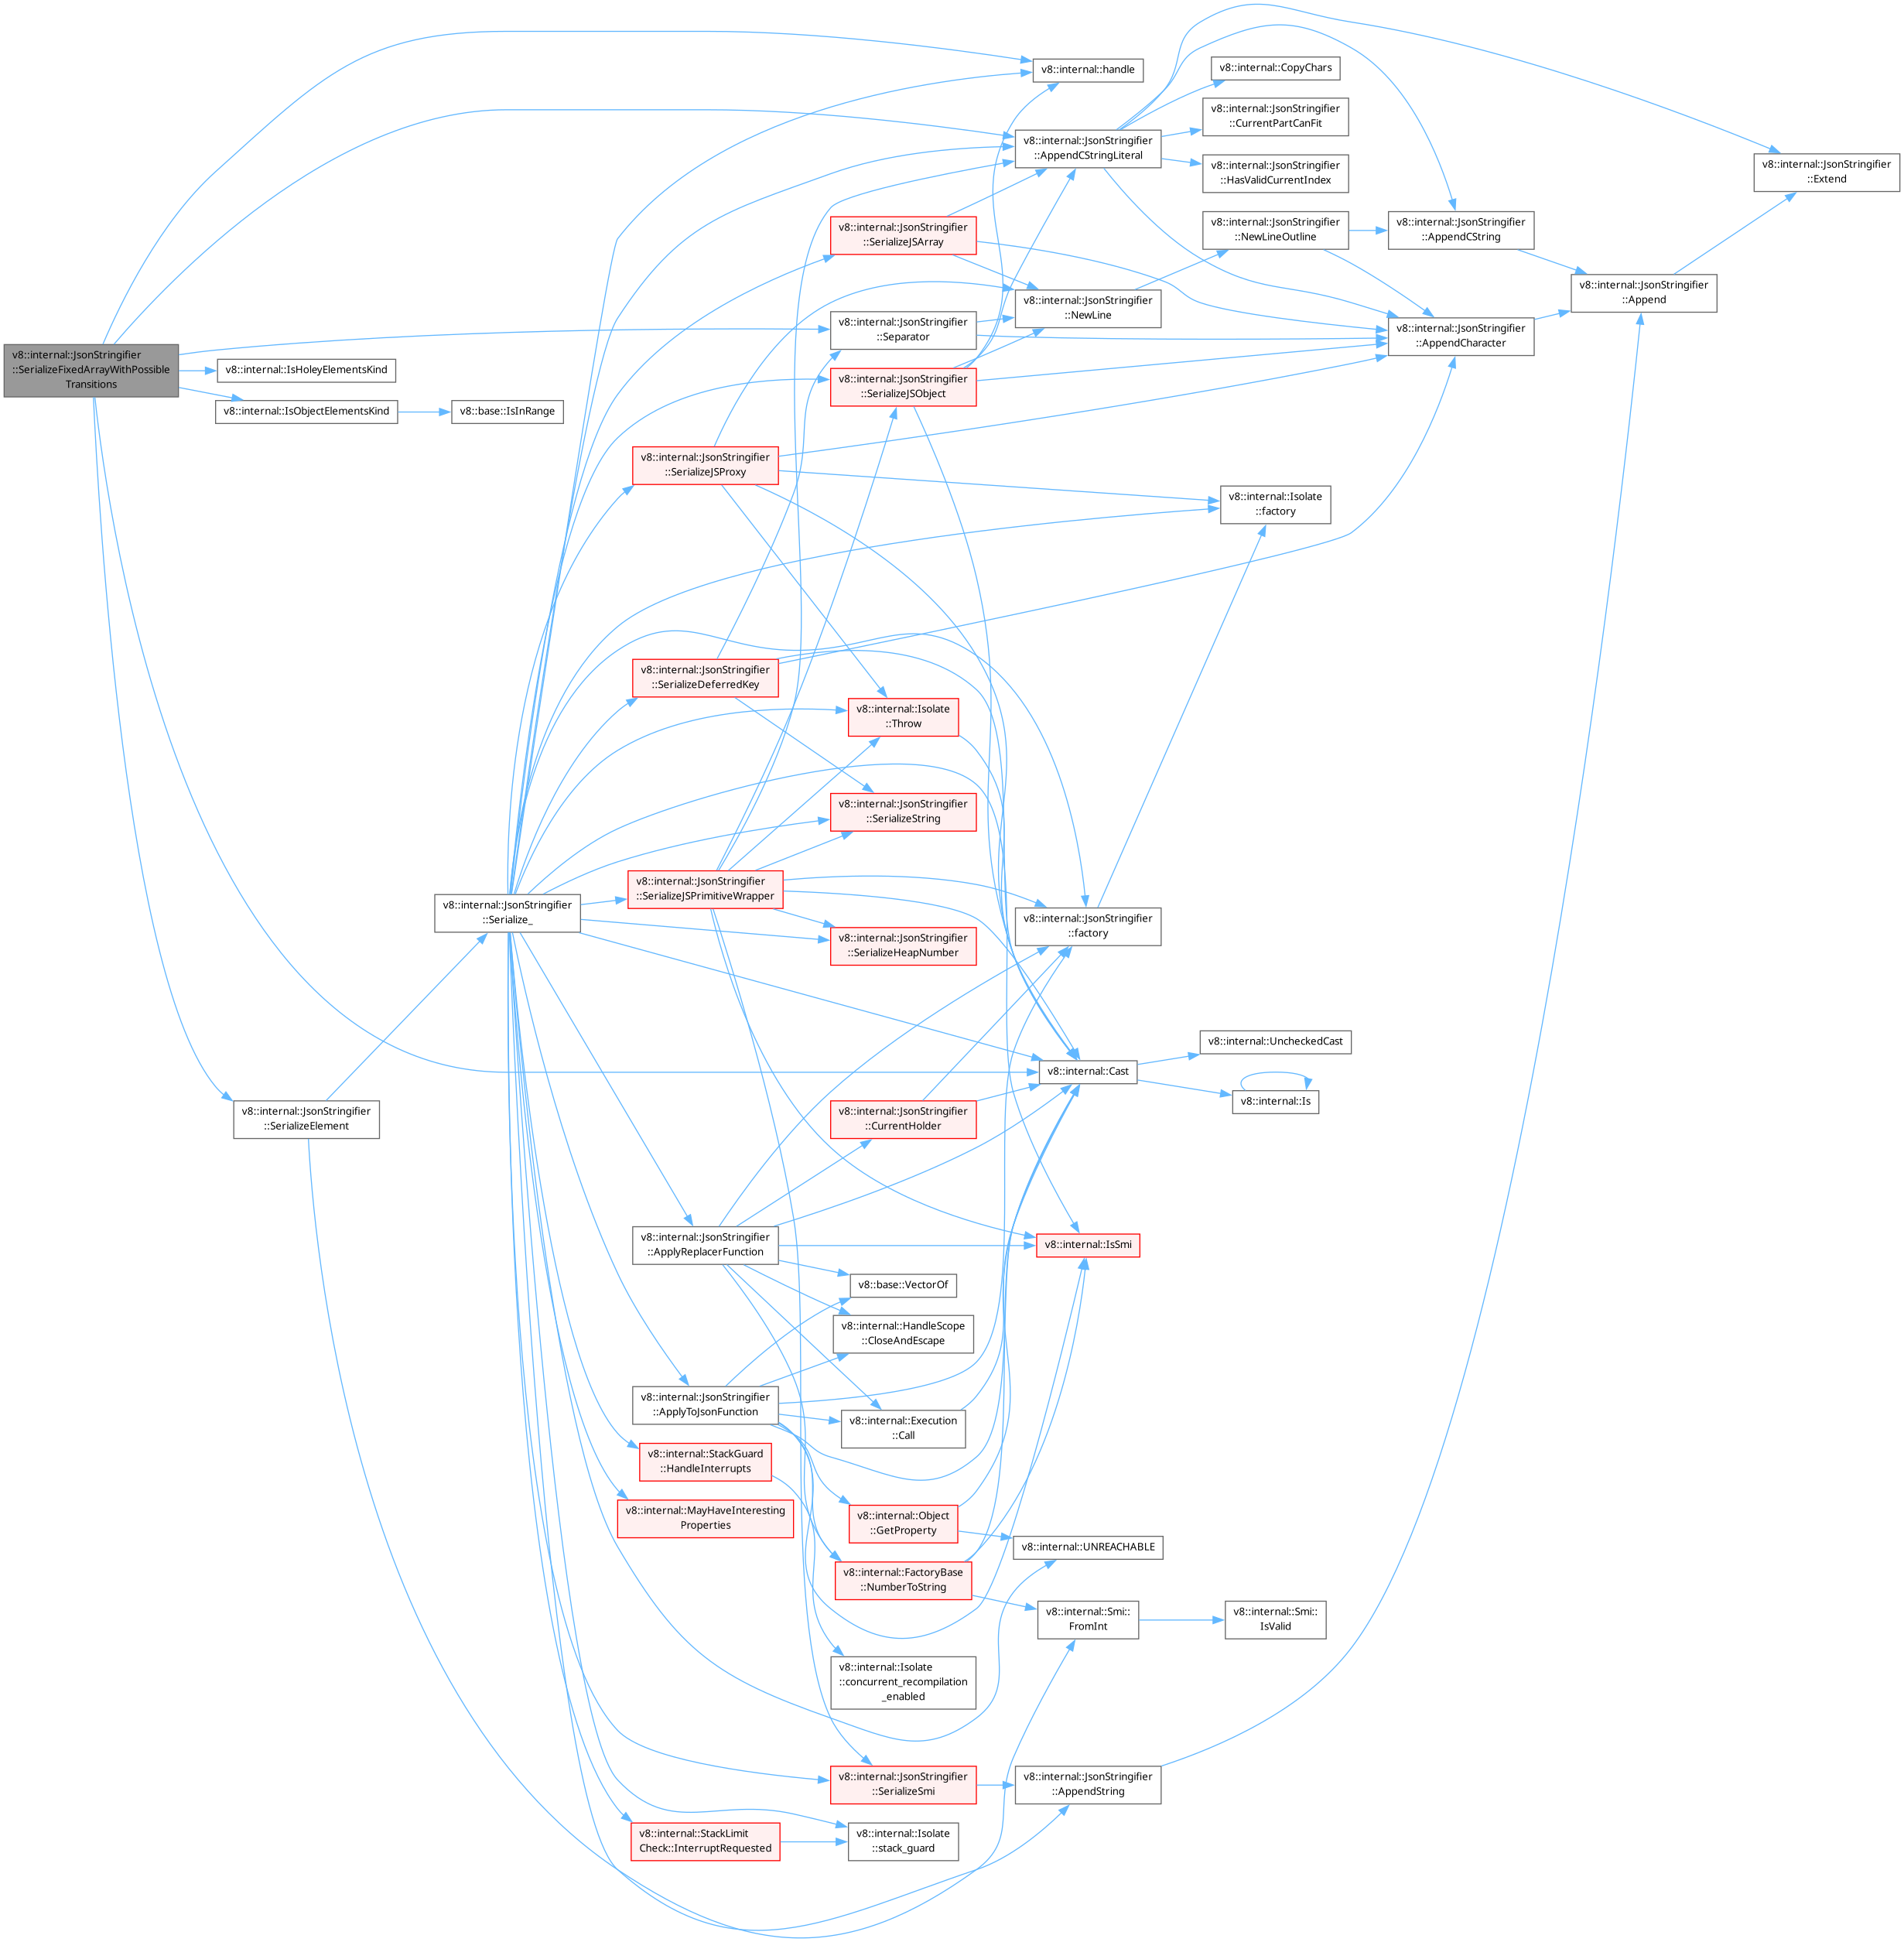 v8::internal::JsonStringifier
::SerializeFixedArrayWithPossible
Transitions
v8::internal::handle
v8::internal::JsonStringifier
::AppendCStringLiteral
v8::internal::CopyChars
v8::internal::JsonStringifier
::CurrentPartCanFit
v8::internal::JsonStringifier
::HasValidCurrentIndex
v8::internal::JsonStringifier
::Extend
v8::internal::JsonStringifier
::SerializeJSArray
v8::internal::JsonStringifier
::NewLineOutline
v8::internal::JsonStringifier
::AppendCString
v8::internal::JsonStringifier
::Append
v8::internal::JsonStringifier
::NewLine
v8::internal::JsonStringifier
::Separator
v8::internal::JsonStringifier
::AppendCharacter
v8::internal::IsHoleyElementsKind
v8::internal::IsObjectElementsKind
v8::base::IsInRange
v8::internal::JsonStringifier
::SerializeJSObject
v8::internal::JsonStringifier
::SerializeJSProxy
v8::internal::Isolate
::factory
v8::internal::JsonStringifier
::SerializeDeferredKey
v8::internal::Isolate
::Throw
v8::internal::JsonStringifier
::SerializeString
v8::internal::JsonStringifier
::SerializeJSPrimitiveWrapper
v8::internal::JsonStringifier
::Serialize_
v8::internal::JsonStringifier
::SerializeHeapNumber
v8::internal::JsonStringifier
::factory
v8::internal::UncheckedCast
v8::internal::Cast
v8::internal::Is
v8::internal::JsonStringifier
::SerializeElement
v8::internal::JsonStringifier
::CurrentHolder
v8::internal::JsonStringifier
::ApplyReplacerFunction
v8::internal::IsSmi
v8::base::VectorOf
v8::internal::HandleScope
::CloseAndEscape
v8::internal::JsonStringifier
::ApplyToJsonFunction
v8::internal::Execution
::Call
v8::internal::StackGuard
::HandleInterrupts
v8::internal::MayHaveInteresting
Properties
v8::internal::Object
::GetProperty
v8::internal::UNREACHABLE
v8::internal::FactoryBase
::NumberToString
v8::internal::Smi::
FromInt
v8::internal::Smi::
IsValid
v8::internal::Isolate
::concurrent_recompilation
_enabled
v8::internal::JsonStringifier
::SerializeSmi
v8::internal::JsonStringifier
::AppendString
v8::internal::StackLimit
Check::InterruptRequested
v8::internal::Isolate
::stack_guard